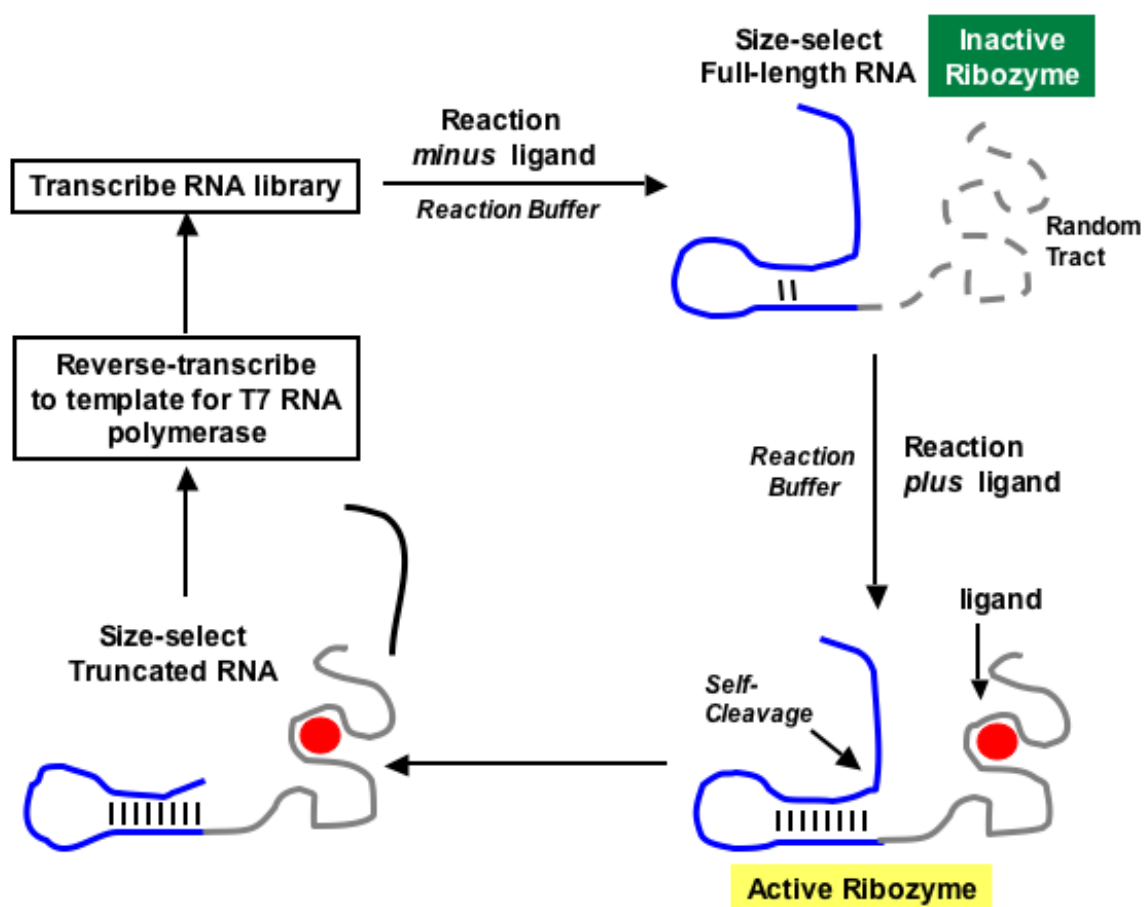 Size-select
Full-length RNA
Inactive
Ribozyme
Reaction
minus ligand
Reaction Buffer
Transcribe RNA library
Random
Tract
Reverse-transcribe
to template for T7 RNA
polymerase
Reaction
Buffer
Reaction
plus ligand
ligand
Size-select
Truncated RNA
Self-
Cleavage
Active Ribozyme